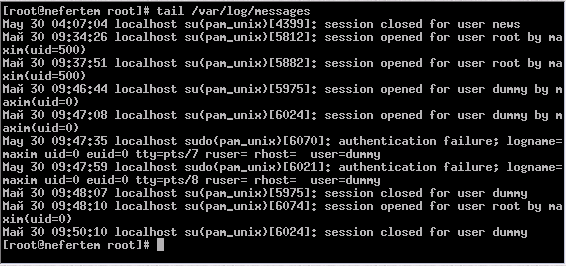 [root@nefertem root]# tail /var/log/messages
May 30 04:07:04 localhost su(pam_unix)[4399]: session closed for user news
Май 30 09:34:26 localhost su(pam_unix)[5812]: session opened for user root by ma
xim(uid=500)
Май 30 09:37:51 localhost su(pam_unix)[5882]: session opened for user root by ma
xim(uid=500)
Май 30 09:46:44 localhost su(pam_unix)[5975]: session opened for user dummy by m
axim(uid=0)
Май 30 09:47:08 localhost su(pam_unix)[6024]: session opened for user dummy by m
axim(uid=0)
May 30 09:47:35 localhost sudo(pam_unix)[6070]: authentication failure; logname=
maxim uid=0 euid=0 tty=pts/7 ruser= rhost=  user=dummy
May 30 09:47:59 localhost sudo(pam_unix)[6021]: authentication failure; logname=
maxim uid=0 euid=0 tty=pts/8 ruser= rhost=  user=dummy
Май 30 09:48:07 localhost su(pam_unix)[5975]: session closed for user dummy
Май 30 09:48:10 localhost su(pam_unix)[6074]: session opened for user root by ma
xim(uid=0)
Май 30 09:50:10 localhost su(pam_unix)[6024]: session closed for user dummy
[root@nefertem root]#